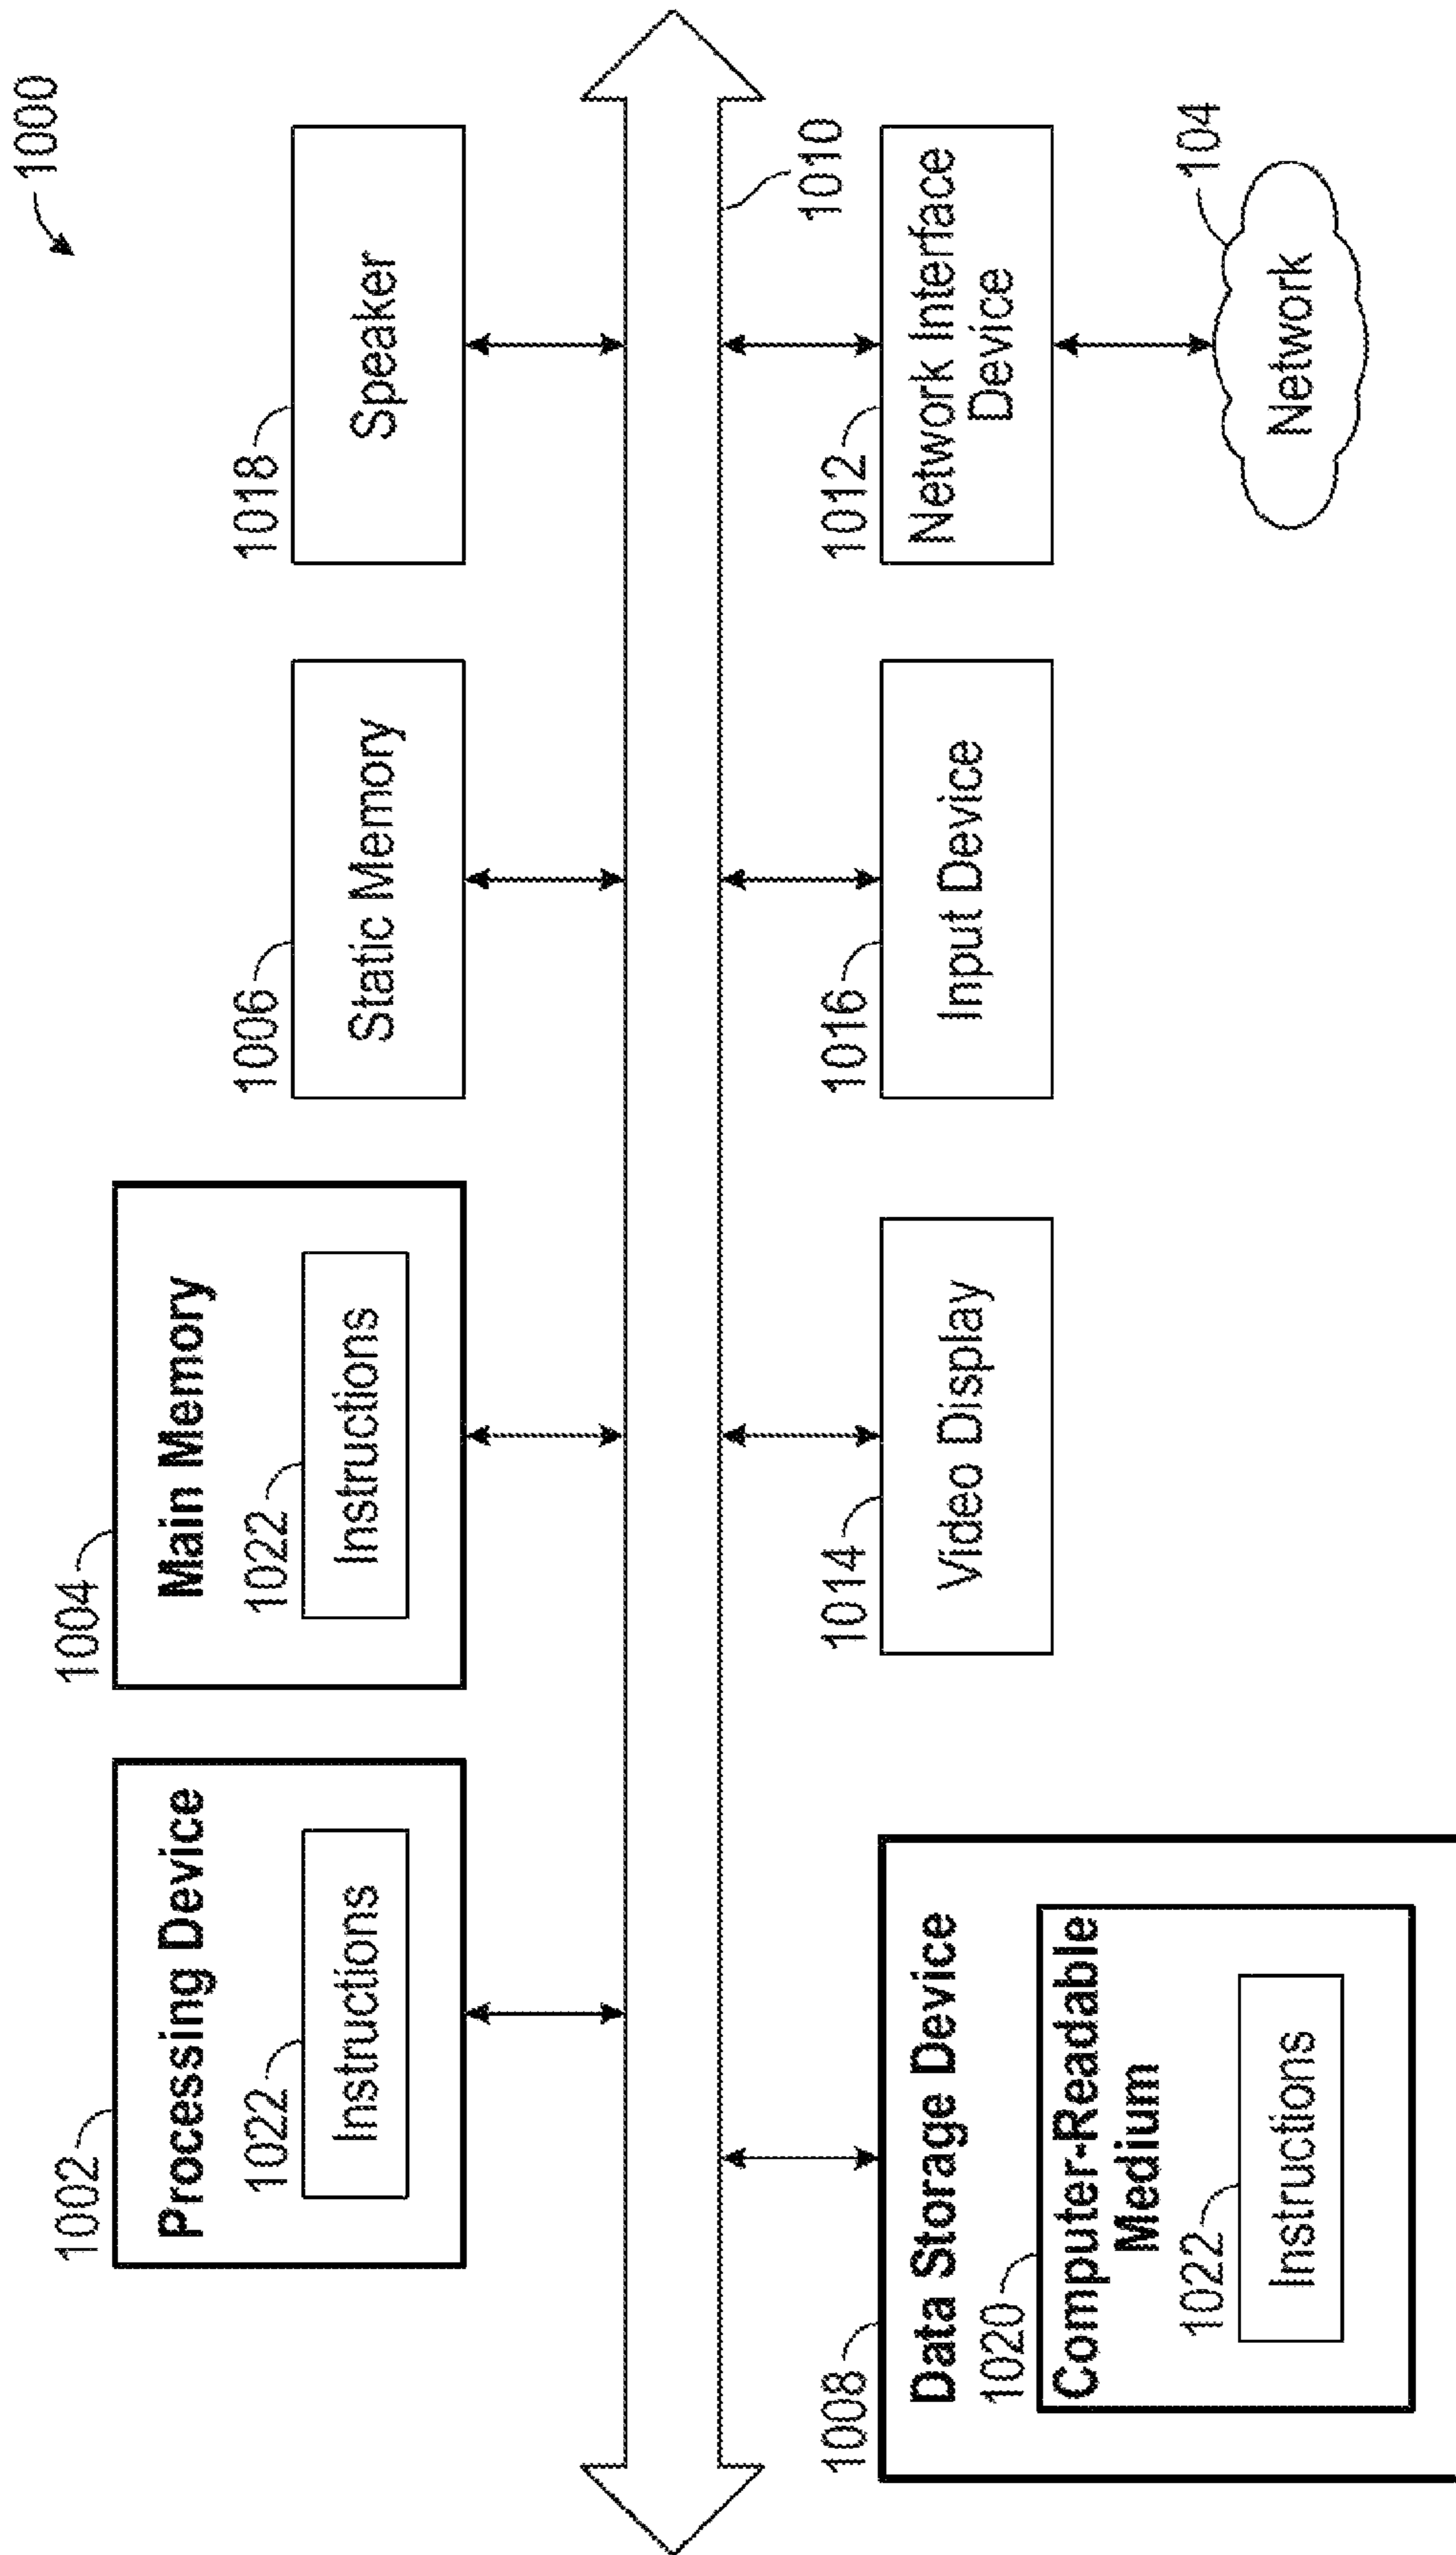 1000
1002
Processing Device
1022
Instructions
1004
Main Memory
1022
Instructions
1006
Static Memory
1018
Speaker
1010
1008
Data Storage Device
1020
Computer-Readable
Medium
1022
Instructions
1014
Video Display
1016
Input Device
1012
Network Interface
Device
104
Network